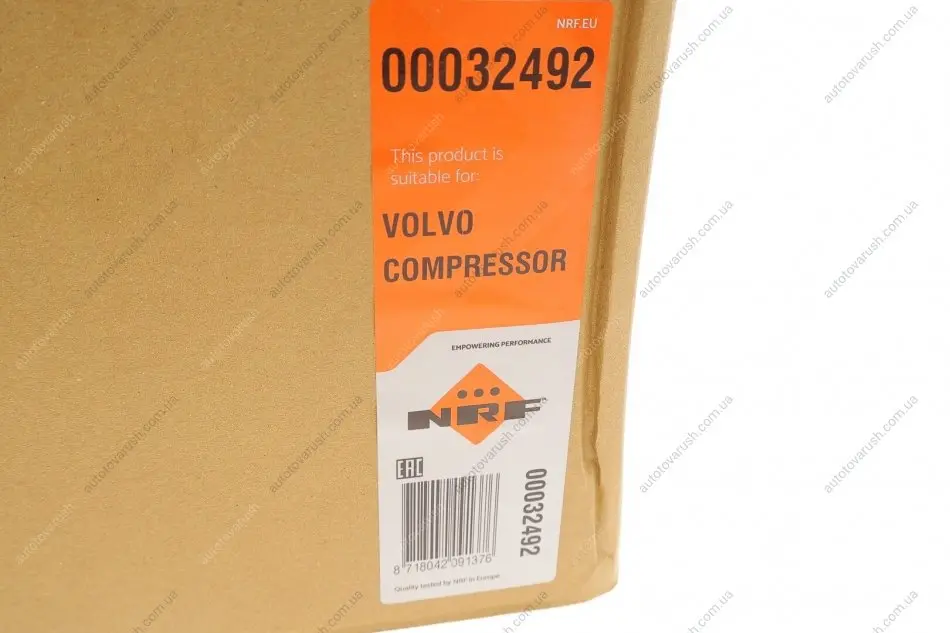 NRF.EU
00032492
This product is
suitable for:
VOLVO
COMPRESSOR
EMPOWERING PERFORMANCE
NRF
EAC
00032492
8 718042 091376
Quality tested by NRF in Europe
autotovarush.com.ua